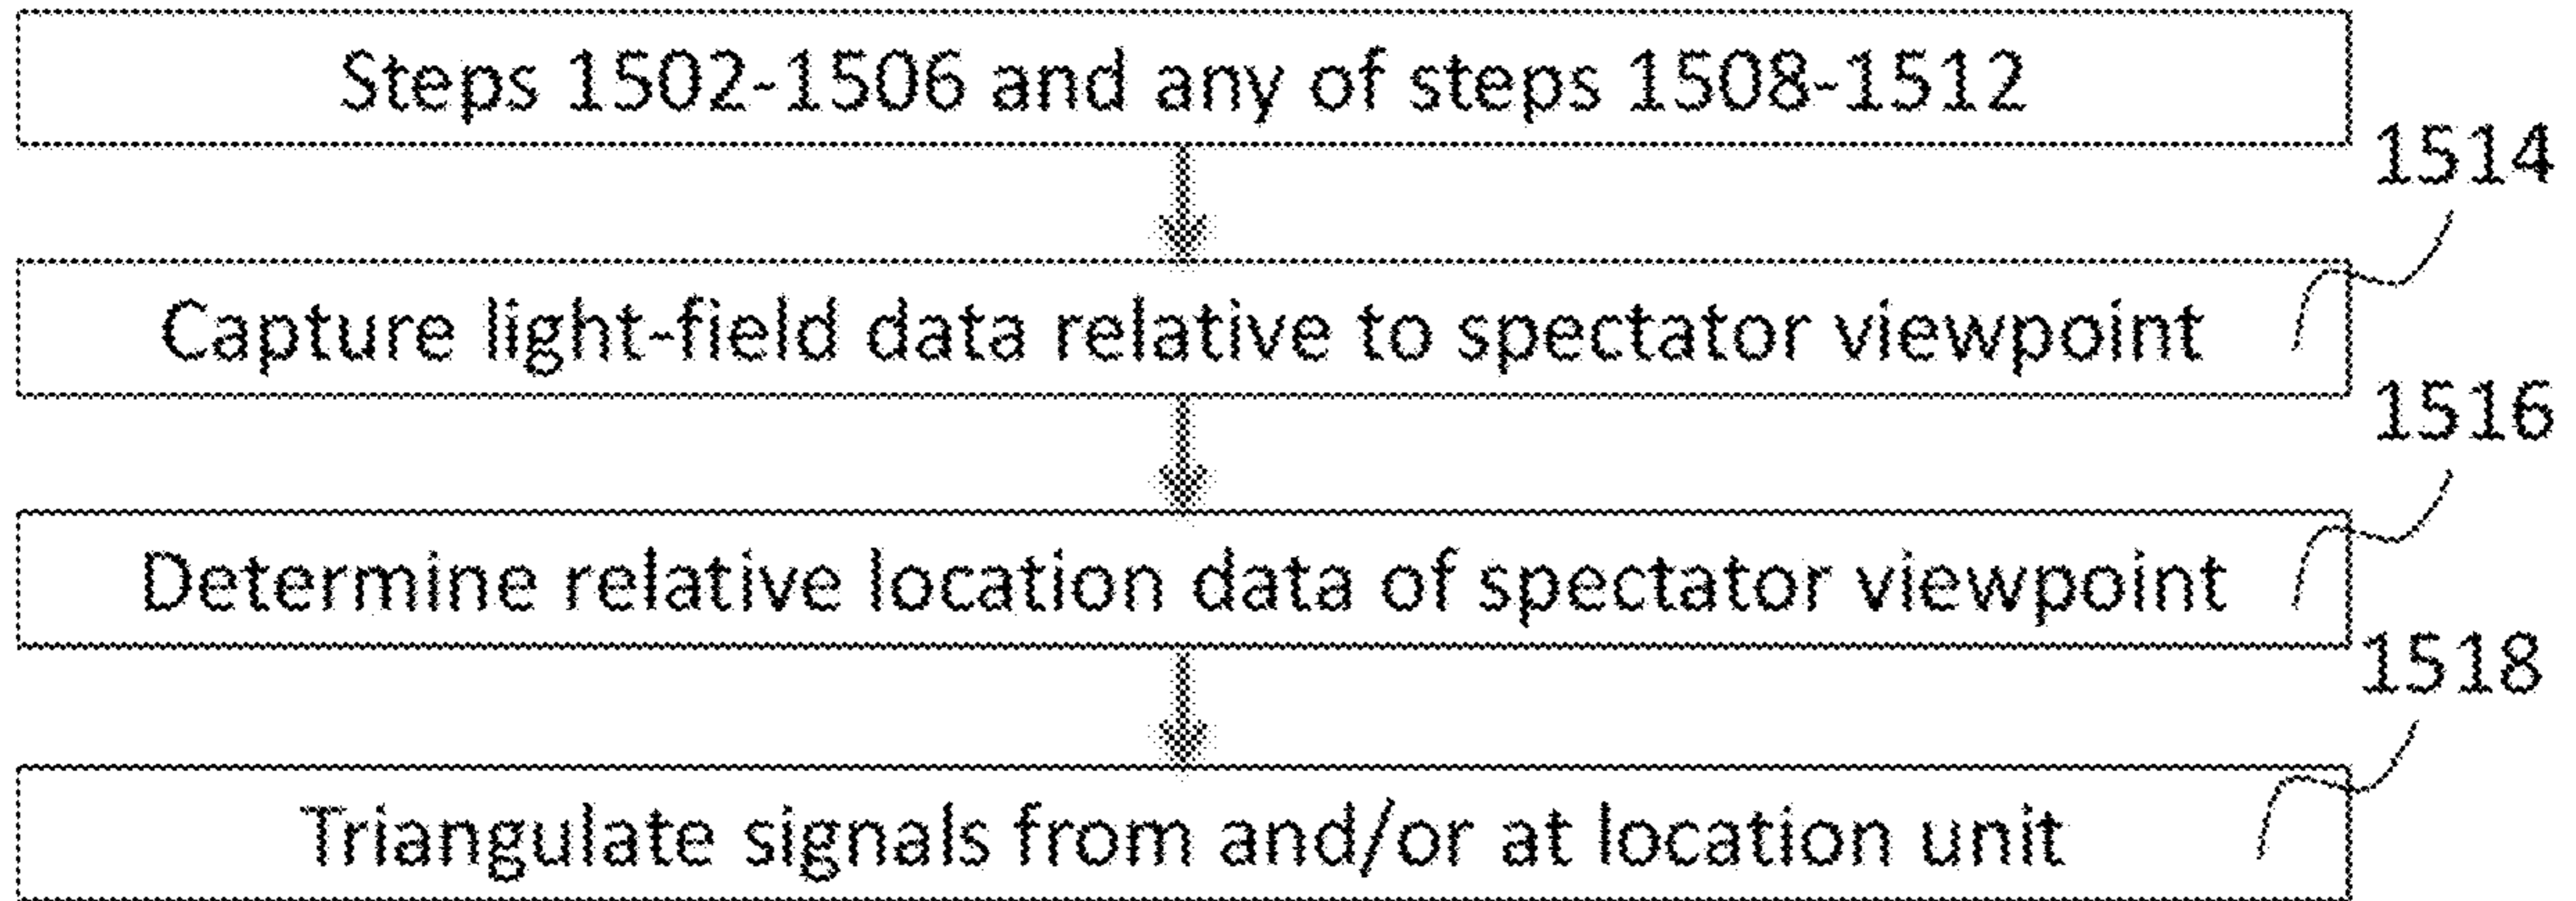 Steps 1502-1506 and any of steps 1508-1512
1514
Capture light-field data relative to spectator viewpoint
1516
Determine relative location data of spectator viewpoint
1518
Triangulate signals from and/or at location unit